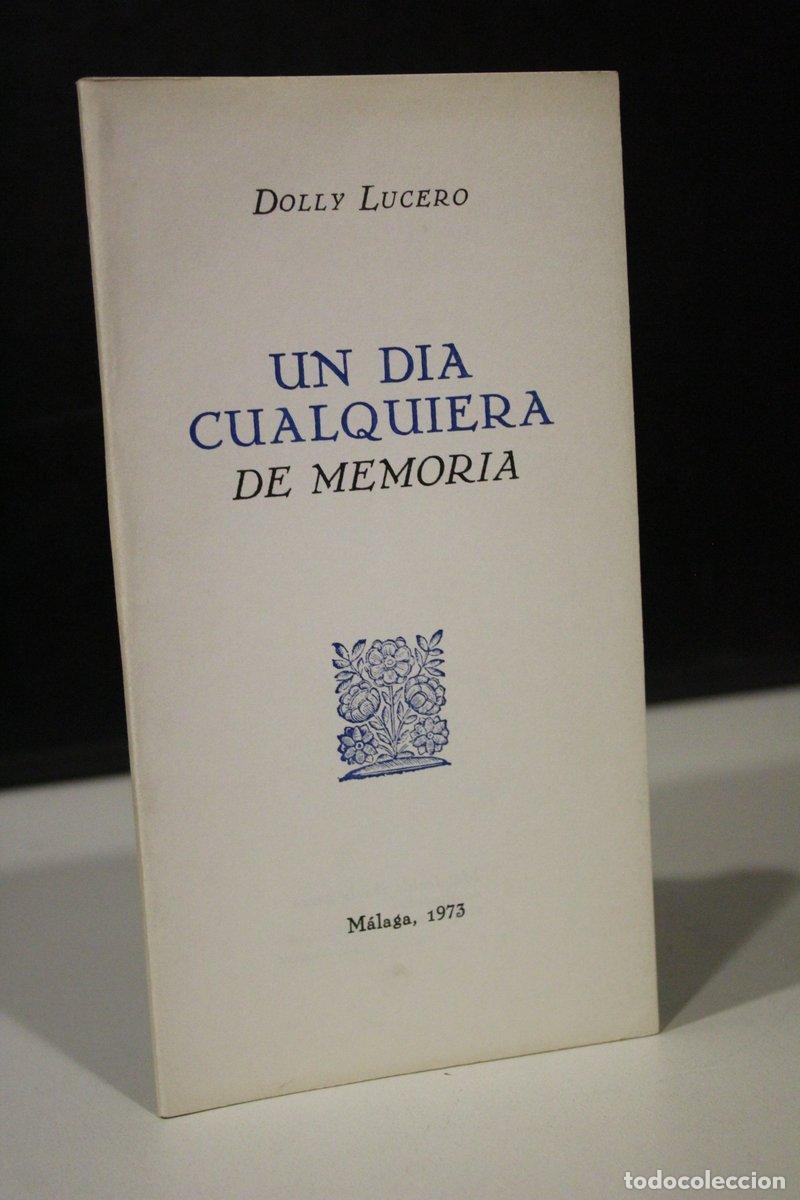 DOLLY LUCERO
UN DIA
CUALQUIERA
DE MEMORIA
Málaga, 1973
todocoleccion